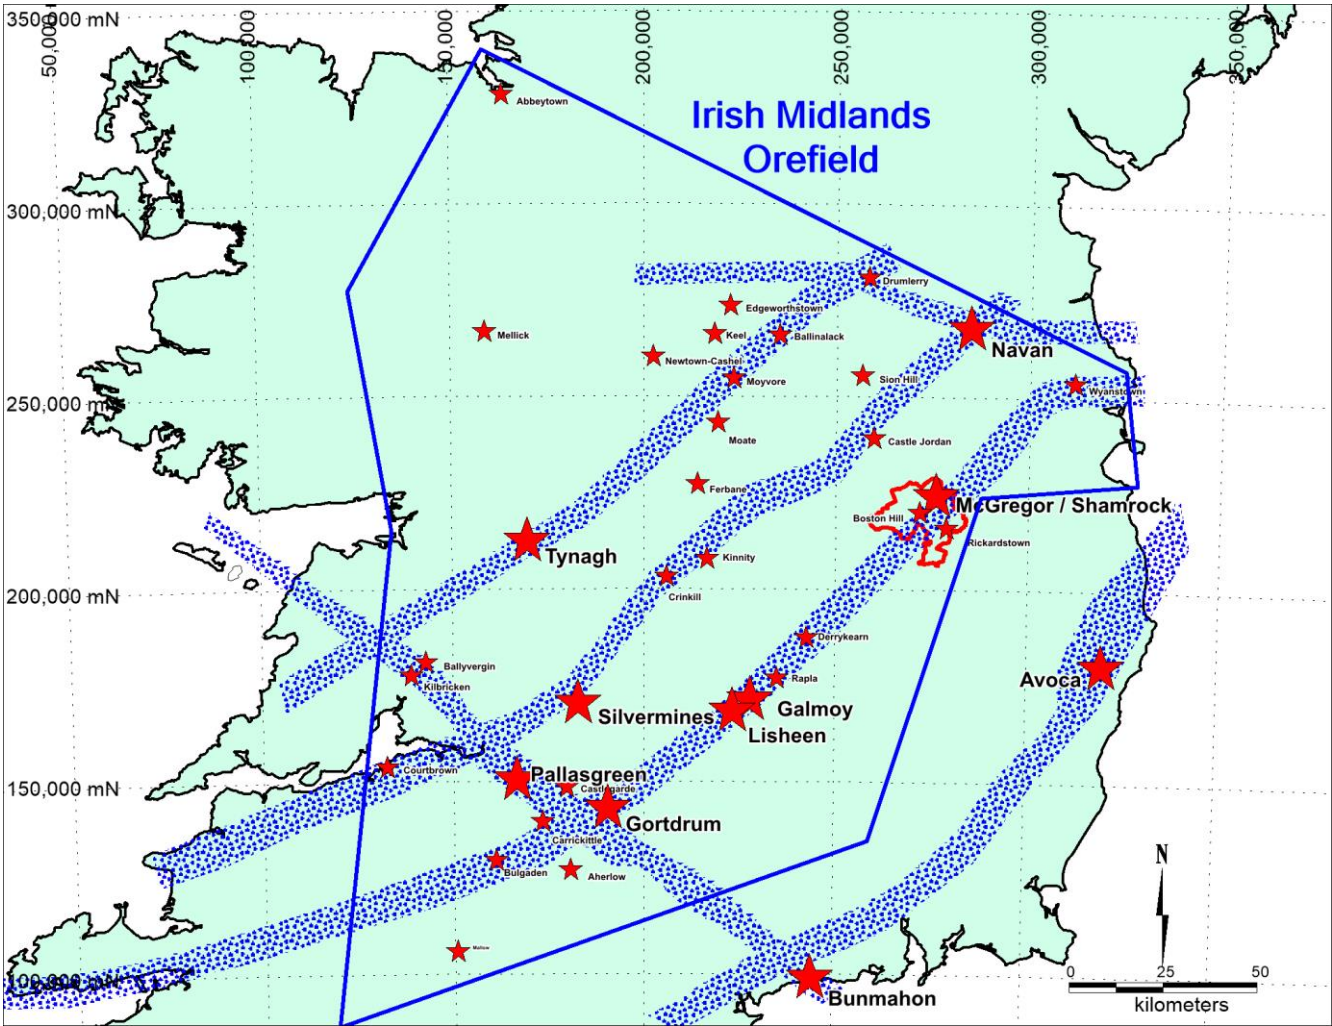 350,000 mN
50,000
100,000
150,000
200,000
250,000
300,000
350,000
Irish Midlands
Orefield
Abbeytown
300,000 mN
Drumlerry
Edgeworthstown
Mellick
Keel
Ballinalack
Navan
Newtown-Cashel
Moyvore
Sion Hill
Wyanstown
250,000 mN
Moate
Castle Jordan
Ferbane
McGregor / Shamrock
Boston Hill
Rickardstown
Tynagh
Kinnity
Crinkill
200,000 mN
Derrykearn
Ballyvergin
Kilbricken
Rapla
Avoca
Silvermines
Galmoy
Lisheen
Courtbrown
Pallasgreen
Castlegarde
150,000 mN
Gortdrum
Carrickittle
Bulgaden
Aherlow
N
Mallow
100,000 mN
Bunmahon
0
25
50
kilometers